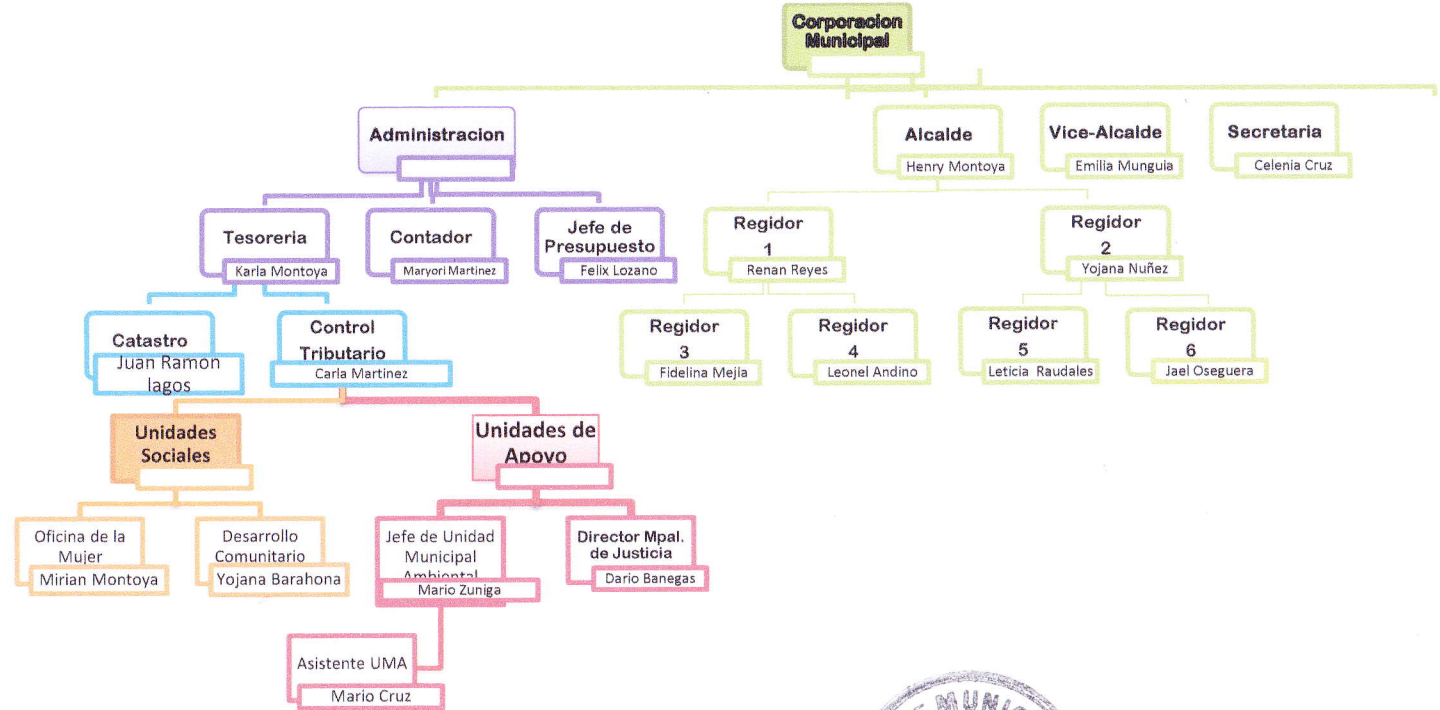 Corporacion
Municipal
Administracion
Alcalde
Henry Montoya
Vice-Alcalde
Emilia Munguia
Secretaria
Celenia Cruz
Tesoreria
Karla Montoya
Contador
Maryori Martinez
Jefe de
Presupuesto
Felix Lozano
Regidor
1
Renan Reyes
Regidor
2
Yojana Nuñez
Catastro
Juan Ramon
lagos
Control
Tributario
Carla Martinez
Regidor
3
Fidelina Mejia
Regidor
4
Leonel Andino
Regidor
5
Leticia Raudales
Regidor
6
Jael Oseguera
Unidades
Sociales
Unidades de
Apoyo
Oficina de la
Mujer
Mirian Montoya
Desarrollo
Comunitario
Yojana Barahona
Jefe de Unidad
Municipal
Ambiental
Mario Zuniga
Director Mpal.
de Justicia
Dario Banegas
Asistente UMA
Mario Cruz